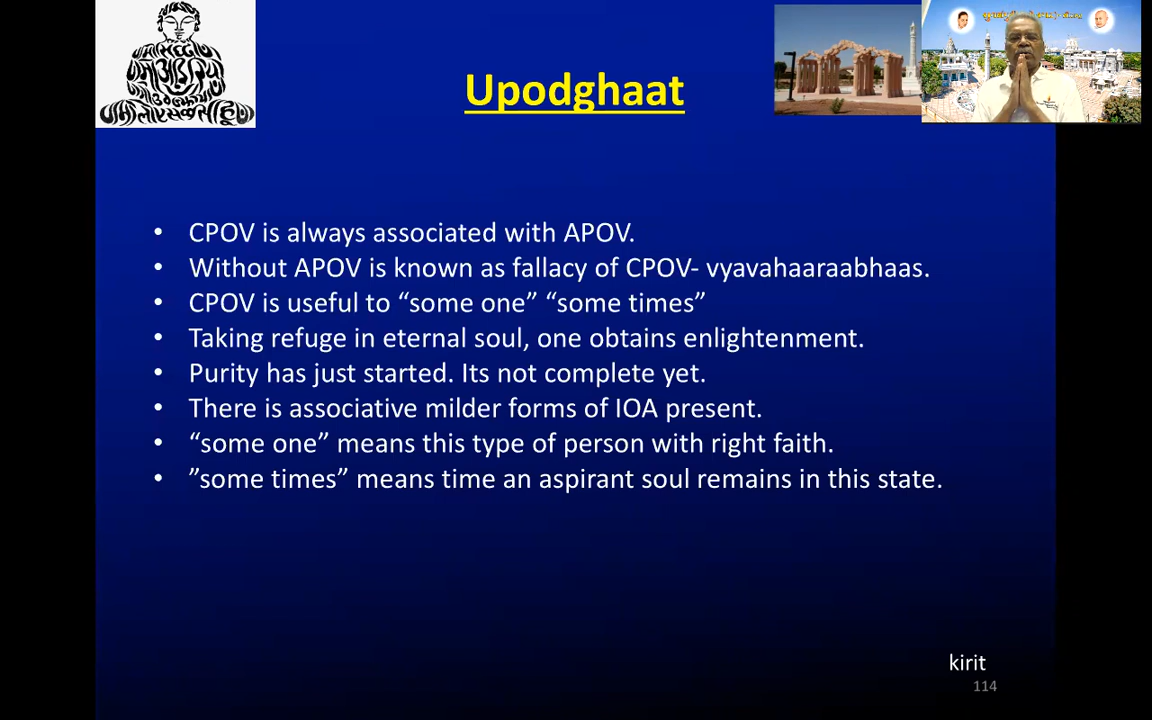 Upodghaat
• CPOV is always associated with APOV.
• Without APOV is known as fallacy of CPOV- vyavahaaraabhaas.
• CPOV is useful to “some one” “some times”
• Taking refuge in eternal soul, one obtains enlightenment.
• Purity has just started. Its not complete yet.
• There is associative milder forms of IOA present.
• “some one” means this type of person with right faith.
• ”some times” means time an aspirant soul remains in this state.
kirit
114